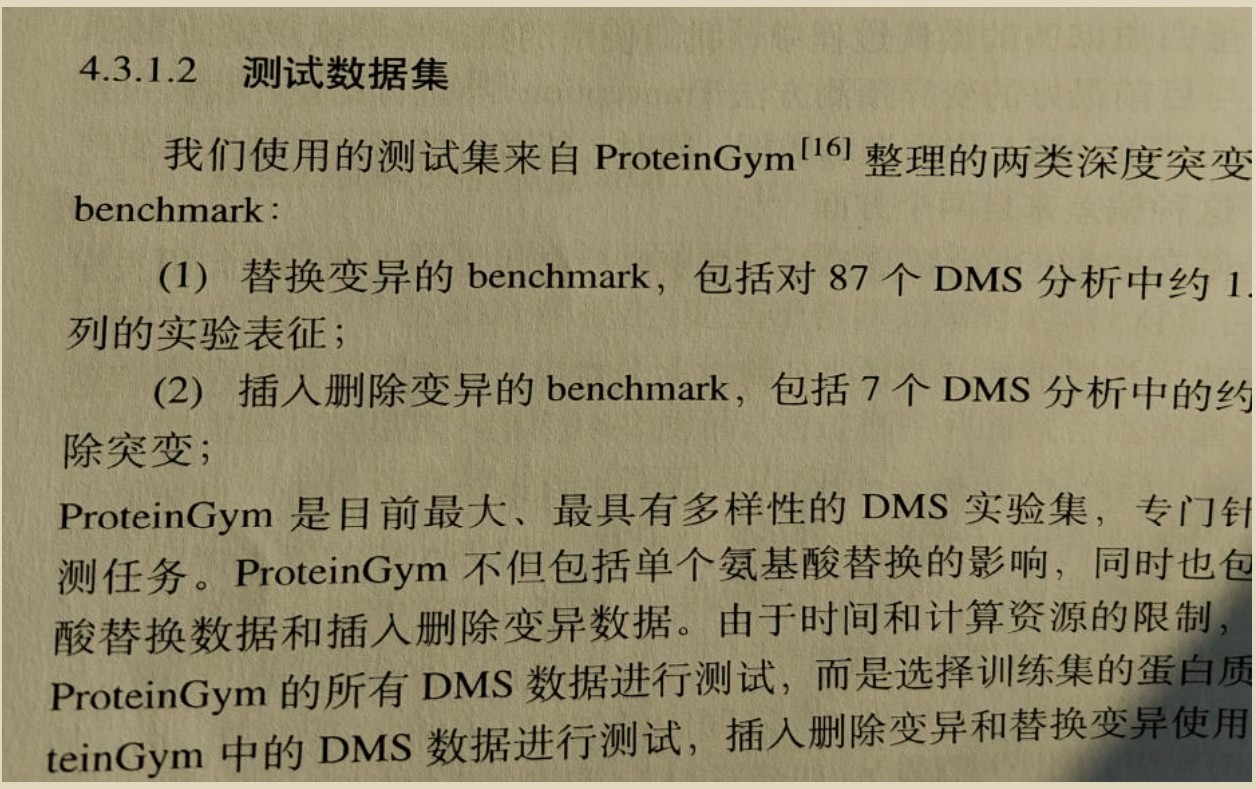 4.3.1.2 测试数据集
我们使用的测试集来自 ProteinGym[16] 整理的两类深度突变
benchmark:
(1) 替换变异的 benchmark，包括对 87 个 DMS 分析中约 1.
列的实验表征；
(2) 插入删除变异的 benchmark，包括 7 个 DMS 分析中的约
除突变；
ProteinGym 是目前最大、最具有多样性的 DMS 实验集，专门针
测任务。ProteinGym 不但包括单个氨基酸替换的影响，同时也包
酸替换数据和插入删除变异数据。由于时间和计算资源的限制，
ProteinGym 的所有 DMS 数据进行测试，而是选择训练集的蛋白质
teinGym 中的 DMS 数据进行测试，插入删除变异和替换变异使用